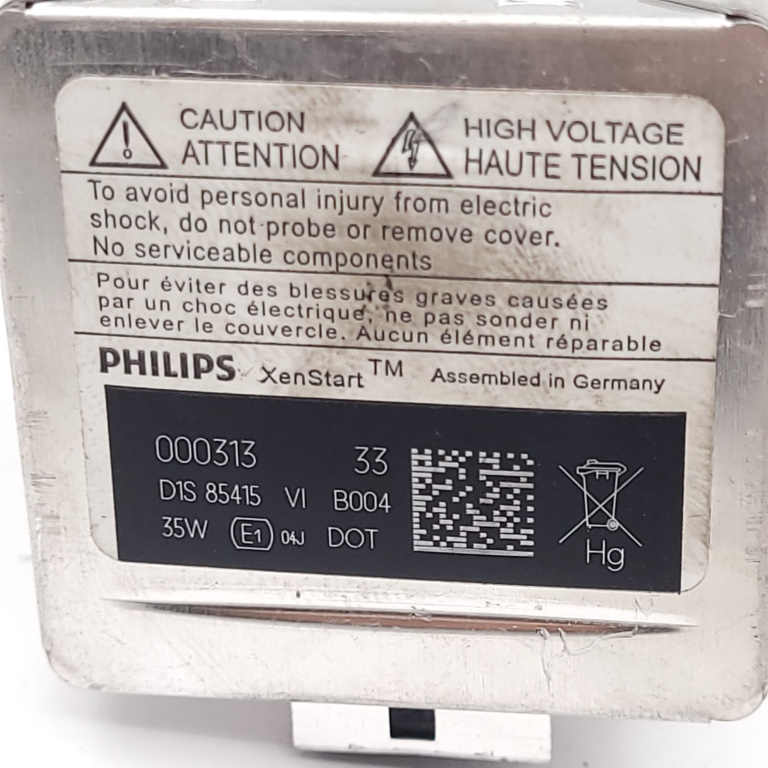 CAUTION
ATTENTION
HIGH VOLTAGE
HAUTE TENSION
To avoid personal injury from electric
shock, do not probe or remove cover.
No serviceable components
Pour éviter des blessures graves causées
par un choc électrique, ne pas sonder ni
enlever le couvercle. Aucun élément réparable
PHILIPS XenStart™ Assembled in Germany
000313 33
D1S 85415 VI B004
35W E1 04J DOT
Hg